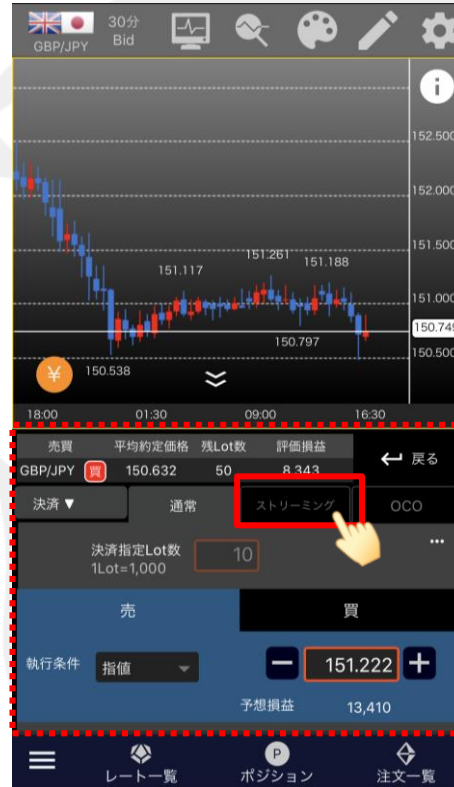 30分
GBP/JPY Bid
i
152.500
152.000
151.500
151.261
151.188
151.117
151.000
150.749
150.797
150.500
¥ 150.538
18:00 01:30 09:00 16:30
売買 平均約定価格 残Lot数 評価損益
GBP/JPY 買 150.632 50 8,343
戻る
決済▼ 通常 ストリーミング OCO
決済指定Lot数 10 ...
1Lot=1,000
売 買
執行条件 指値 − 151.222 +
予想損益 13,410
P
レート一覧 ポジション 注文一覧